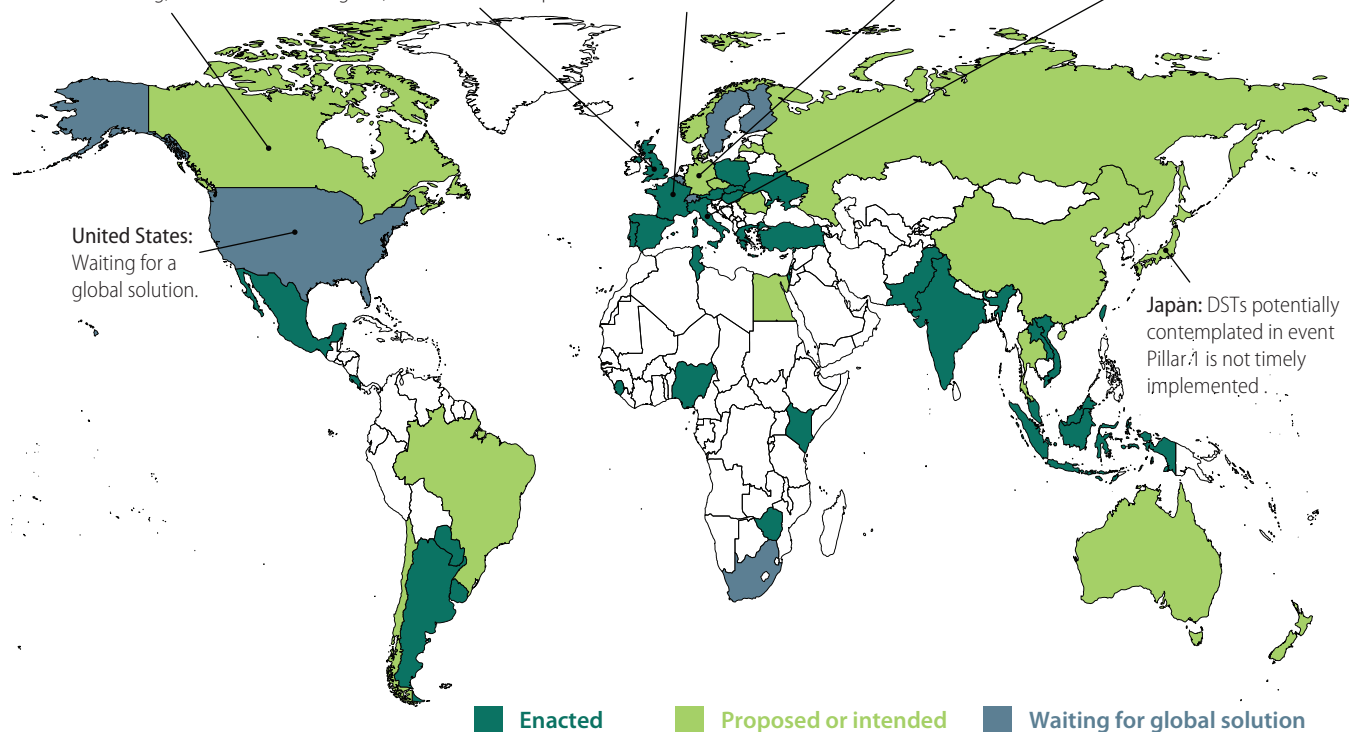 United States:
Waiting for a
global solution.
Japan: DSTs potentially
contemplated in event
Pillar 1 is not timely
implemented .
Enacted
Proposed or intended
Waiting for global solution